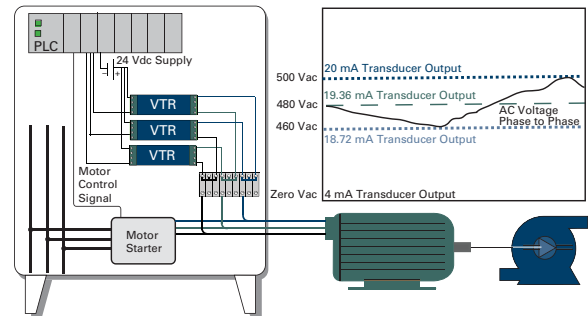 PLC
24 Vdc Supply
VTR
VTR
VTR
Motor
Control
Signal
Motor
Starter
500 Vac
20 mA Transducer Output
480 Vac
19.36 mA Transducer Output
AC Voltage
Phase to Phase
460 Vac
18.72 mA Transducer Output
Zero Vac
4 mA Transducer Output